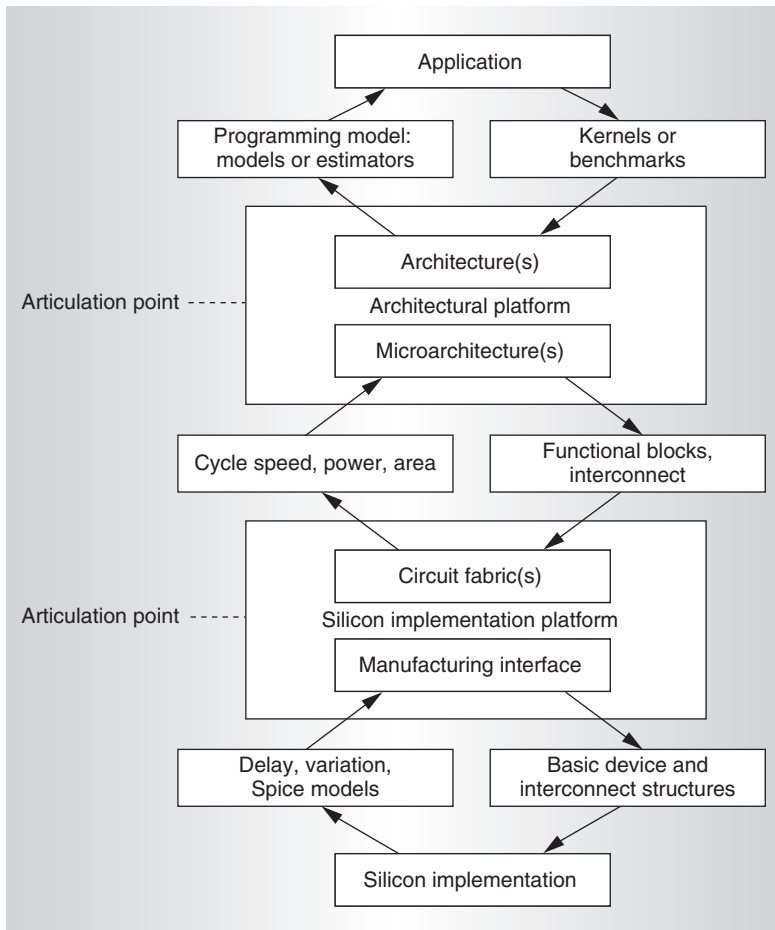 Application
Programming model:
models or estimators
Kernels or
benchmarks
Architecture(s)
Articulation point
Architectural platform
Microarchitecture(s)
Cycle speed, power, area
Functional blocks,
interconnect
Circuit fabric(s)
Articulation point
Silicon implementation platform
Manufacturing interface
Delay, variation,
Spice models
Basic device and
interconnect structures
Silicon implementation